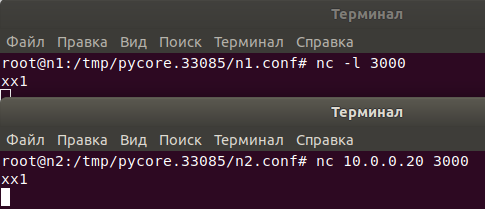 Терминал
Файл Правка Вид Поиск Терминал Справка
root@n1:/tmp/pycore.33085/n1.conf# nc -l 3000
xx1
Терминал
Файл Правка Вид Поиск Терминал Справка
root@n2:/tmp/pycore.33085/n2.conf# nc 10.0.0.20 3000
xx1